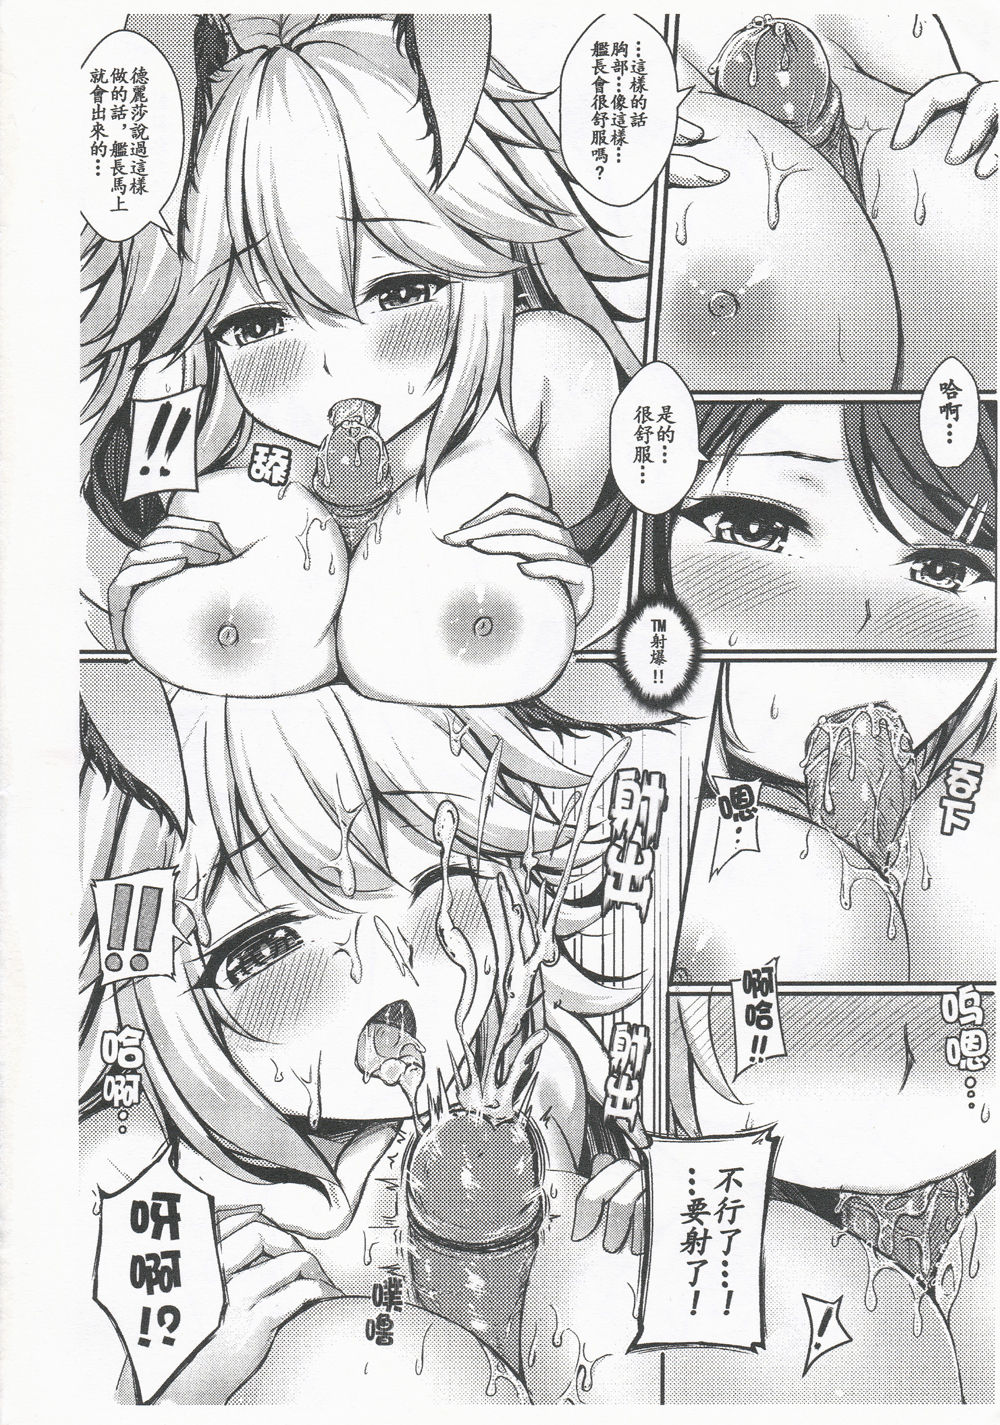 …這樣的話
胸部…像這樣…
艦長會很舒服嗎？
德麗莎說過這樣
做的話，艦長馬上
就會出來的…
哈啊…
是的…
很舒服…
!!
舔
TM射爆!!
吞下
嗯…
呜嗯…
啊哈!!
不行了…！
…要射了！
!
射出
射出
!!
哈啊…
呀啊!?
噗噜